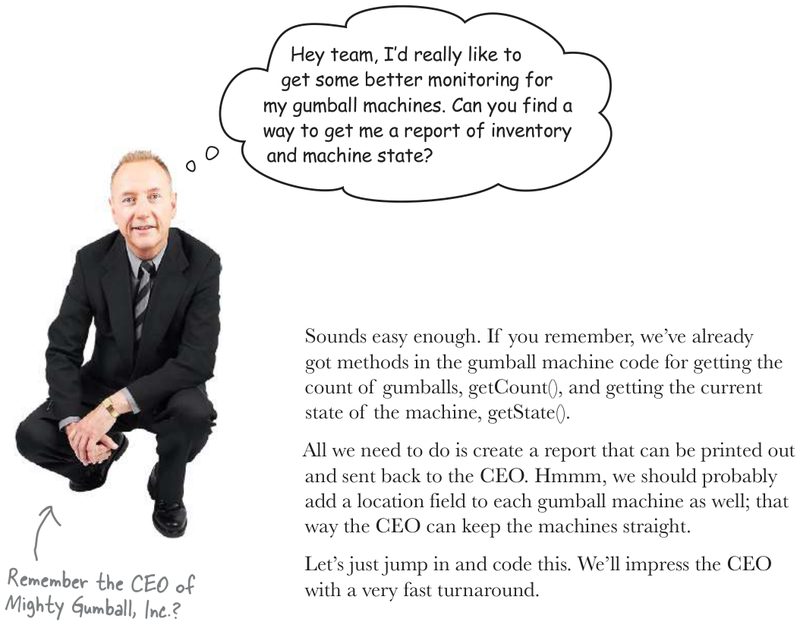 Hey team, I'd really like to
get some better monitoring for
my gumball machines. Can you find a
way to get me a report of inventory
and machine state?
Sounds easy enough. If you remember, we've already
got methods in the gumball machine code for getting the
count of gumballs, getCount(), and getting the current
state of the machine, getState().
All we need to do is create a report that can be printed out
and sent back to the CEO. Hmmm, we should probably
add a location field to each gumball machine as well; that
way the CEO can keep the machines straight.
Let's just jump in and code this. We'll impress the CEO
with a very fast turnaround.
Remember the CEO of
Mighty Gumball, Inc.?